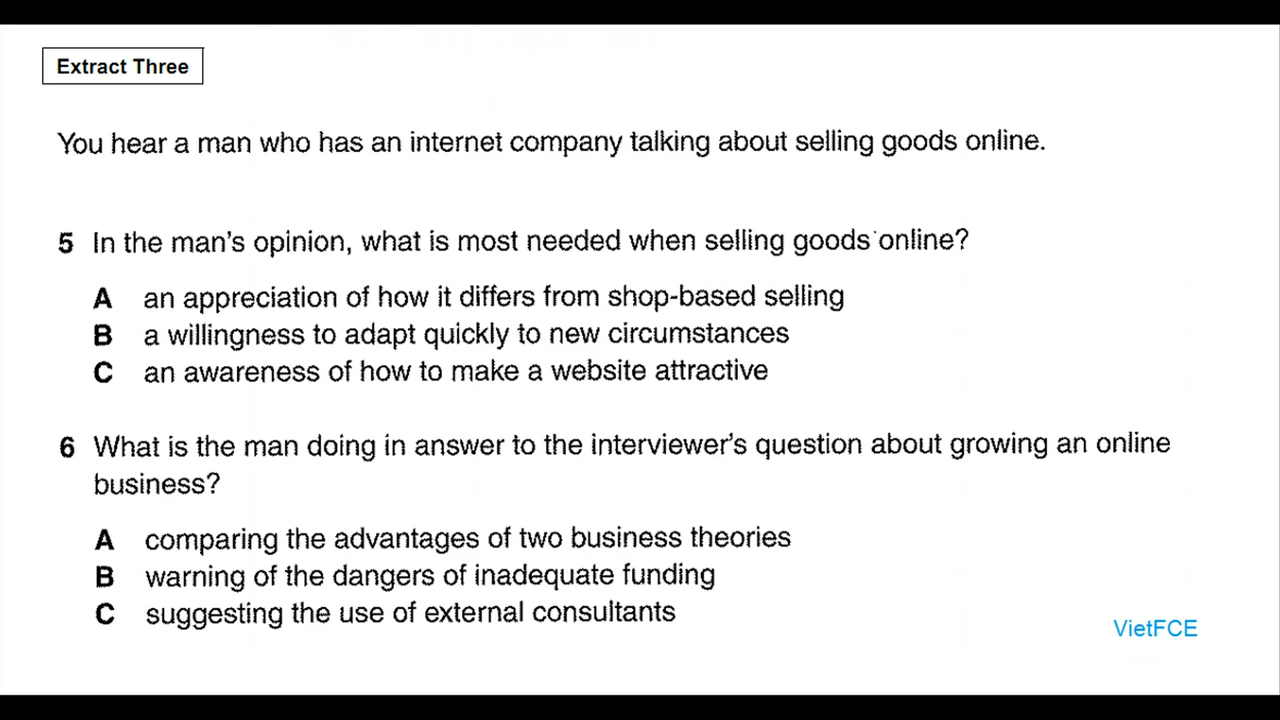 Extract Three
You hear a man who has an internet company talking about selling goods online.
5 In the man's opinion, what is most needed when selling goods online?
A an appreciation of how it differs from shop-based selling
B a willingness to adapt quickly to new circumstances
C an awareness of how to make a website attractive
6 What is the man doing in answer to the interviewer's question about growing an online
business?
A comparing the advantages of two business theories
B warning of the dangers of inadequate funding
C suggesting the use of external consultants
VietFCE